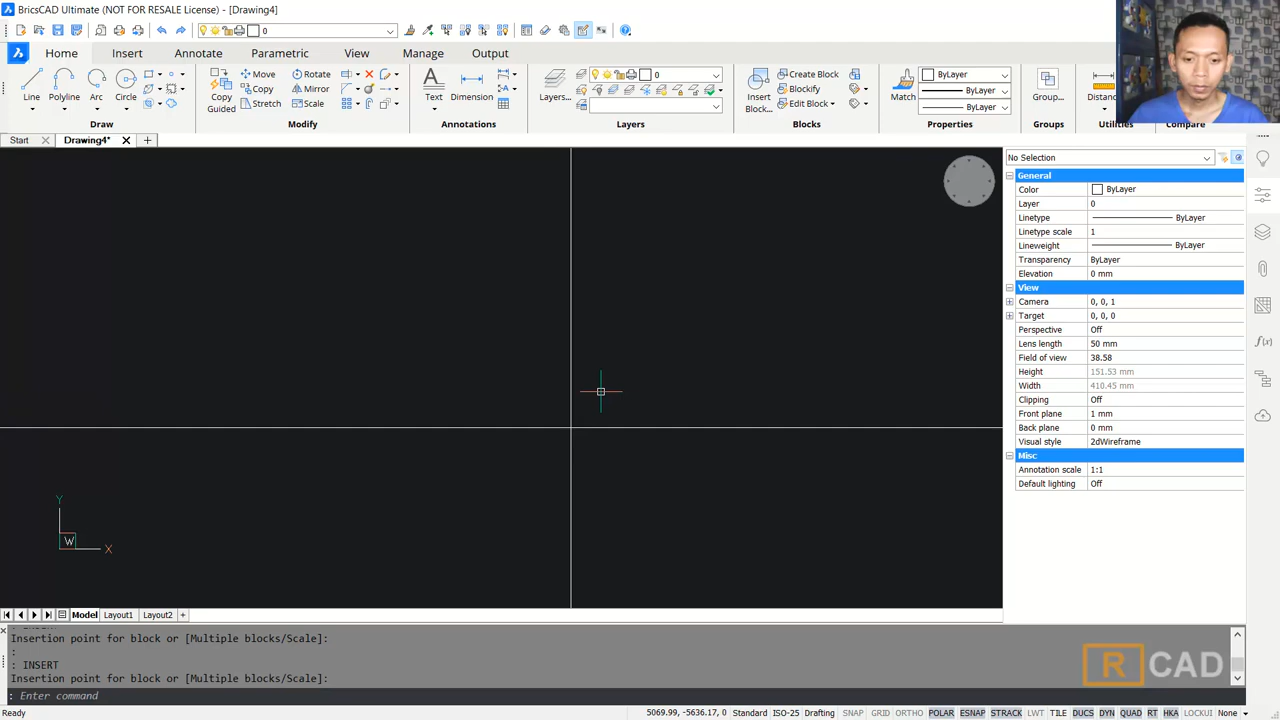 BricsCAD Ultimate (NOT FOR RESALE License) - [Drawing4]
0
Home Insert Annotate Parametric View Manage Output
Line Polyline Arc Circle
Draw
Copy Guided Move Copy Stretch Rotate Mirror Scale
Modify
Text Dimension
Annotations
Layers... 0
Layers
Insert Block... Create Block Blockify Edit Block
Blocks
Match ByLayer ByLayer ByLayer
Properties
Group...
Groups
Distance
Utilities
Compare
Start Drawing4*
No Selection
General
Color ByLayer
Layer 0
Linetype ByLayer
Linetype scale 1
Lineweight ByLayer
Transparency ByLayer
Elevation 0 mm
View
Camera 0, 0, 1
Target 0, 0, 0
Perspective Off
Lens length 50 mm
Field of view 38.58
Height 151.53 mm
Width 410.45 mm
Clipping Off
Front plane 1 mm
Back plane 0 mm
Visual style 2dWireframe
Misc
Annotation scale 1:1
Default lighting Off
Y
W X
Model Layout1 Layout2 +
Insertion point for block or [Multiple blocks/Scale]:
:
: INSERT
Insertion point for block or [Multiple blocks/Scale]:
: Enter command
R CAD
Ready 5069.99, -5636.17, 0 Standard ISO-25 Drafting SNAP GRID ORTHO POLAR ESNAP STRACK LWT TILE DUCS DYN QUAD RT HKA LOCKUI None